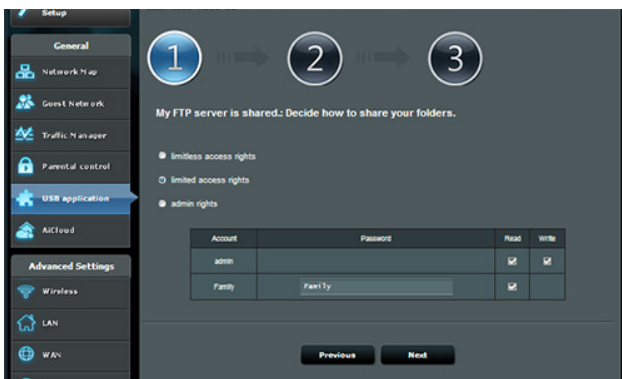 Setup
General
Network Map
Guest Network
Traffic Manager
Parental control
USB application
AiCloud
Advanced Settings
Wireless
LAN
WAN
1 2 3
My FTP server is shared.: Decide how to share your folders.
limitless access rights
limited access rights
admin rights
Account Password Read Write
admin
Family Family
Previous Next